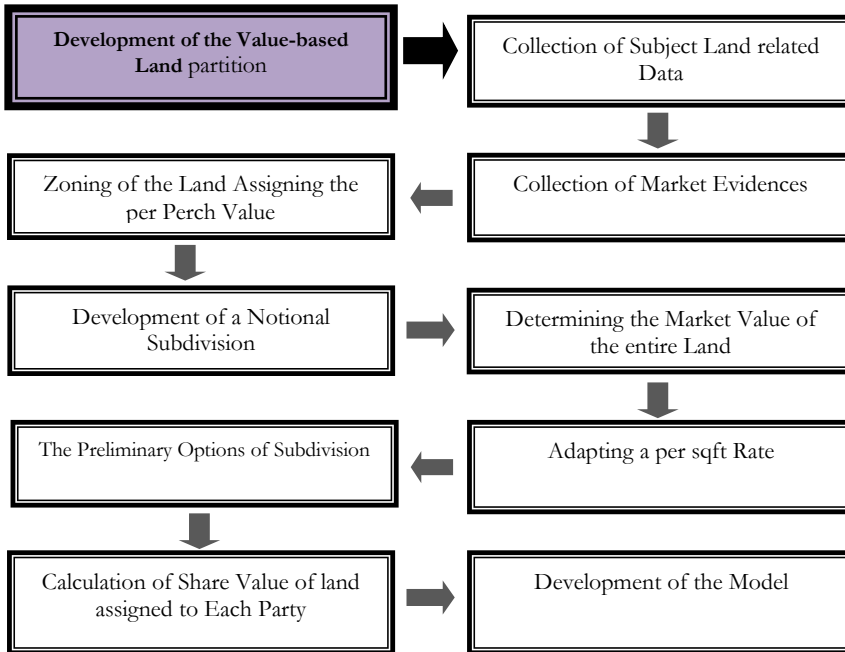 Development of the Value-based
Land partition
Collection of Subject Land related
Data
Collection of Market Evidences
Zoning of the Land Assigning the
per Perch Value
Development of a Notional
Subdivision
Determining the Market Value of
the entire Land
Adapting a per sqft Rate
The Preliminary Options of Subdivision
Calculation of Share Value of land
assigned to Each Party
Development of the Model